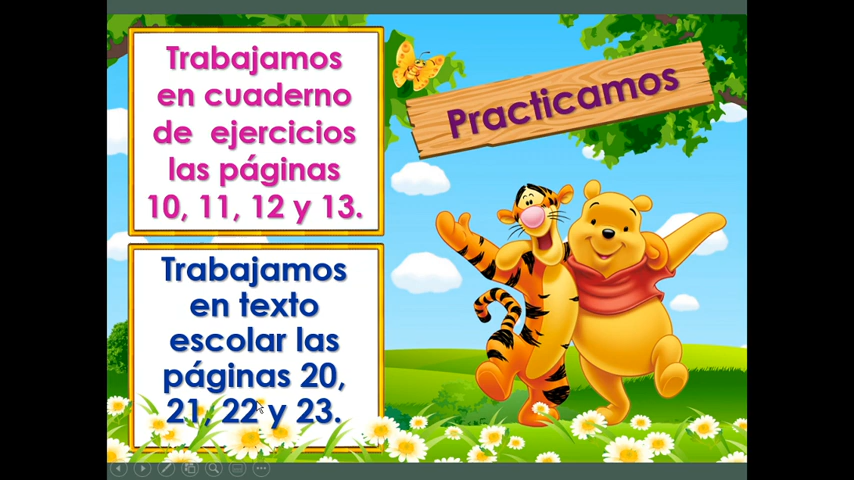 Trabajamos
en cuaderno
de ejercicios
las páginas
10, 11, 12 y 13.
Practicamos
Trabajamos
en texto
escolar las
páginas 20,
21, 22 y 23.